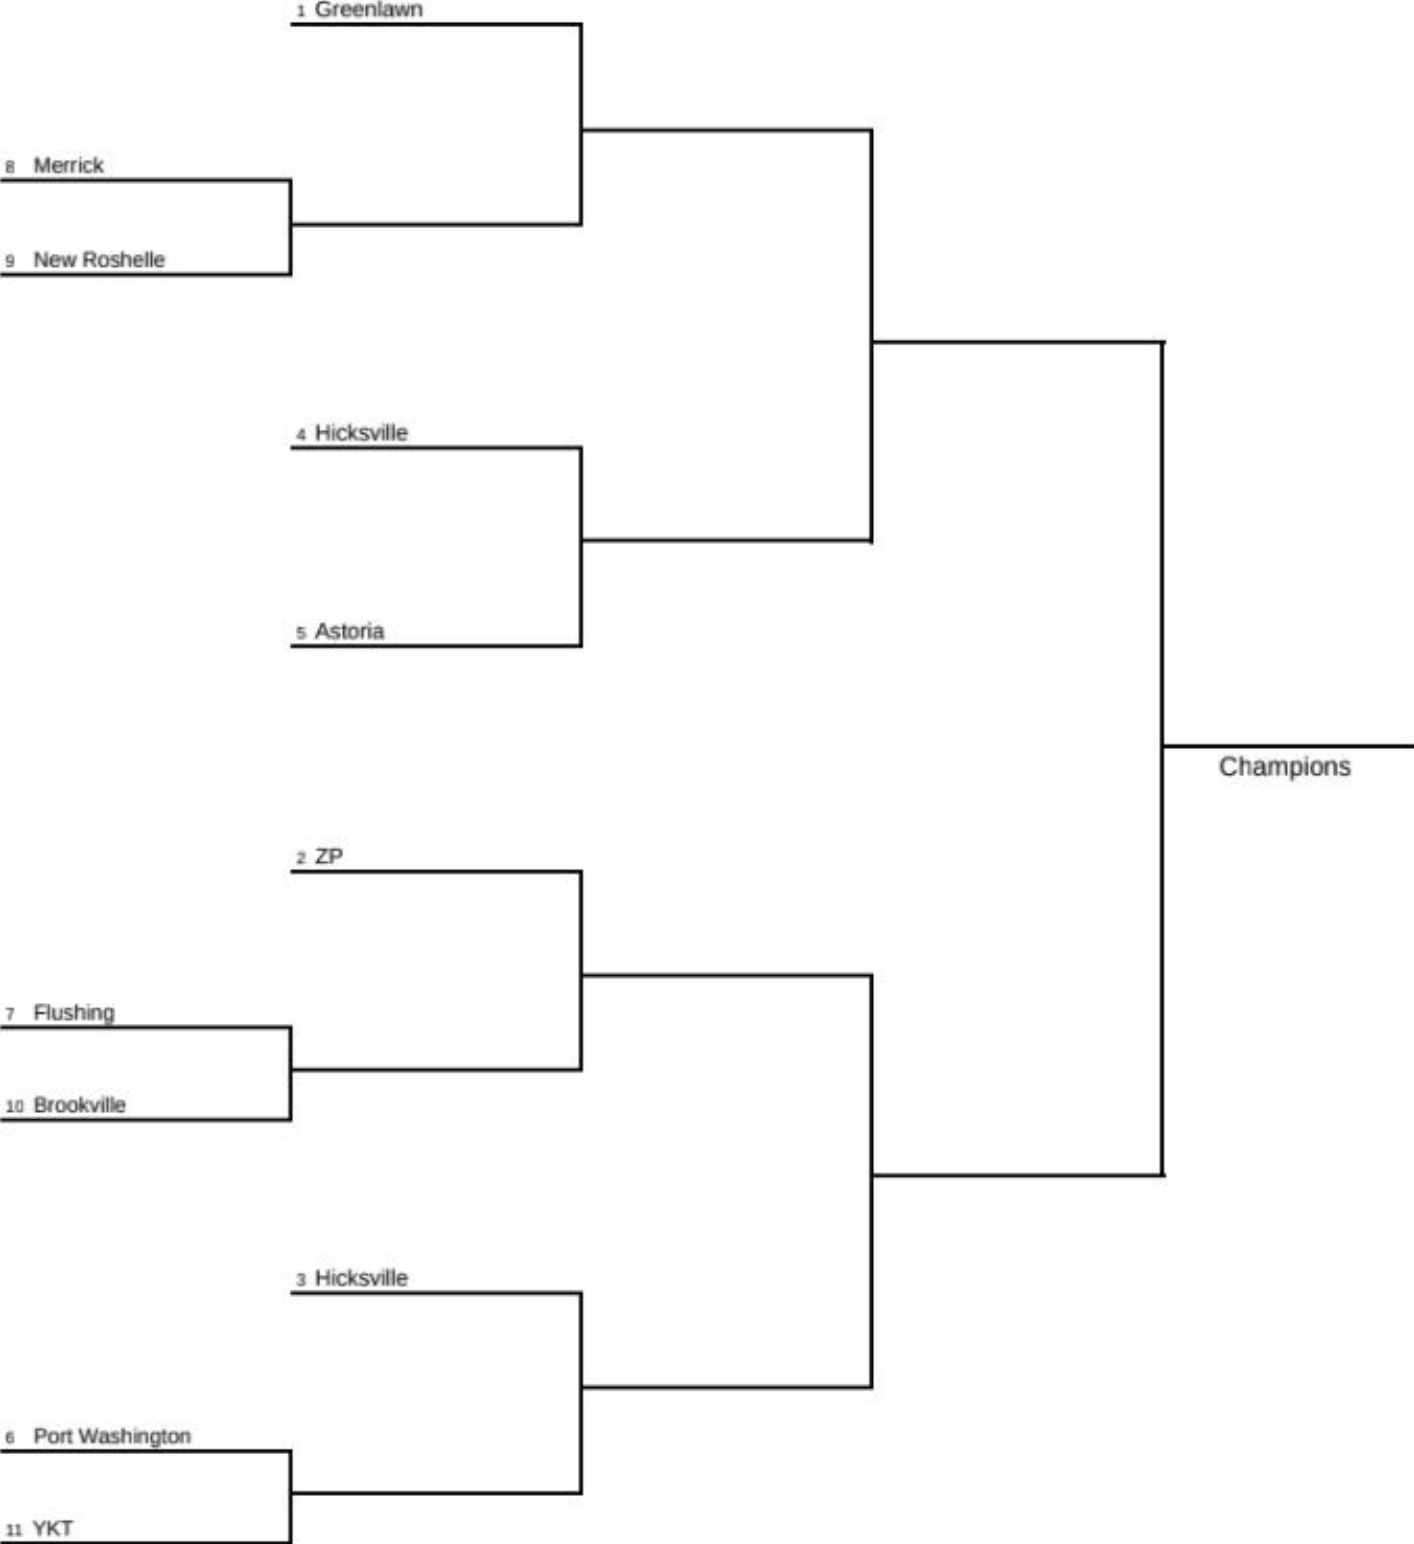 1 Greenlawn
8 Merrick
9 New Roshelle
4 Hicksville
5 Astoria
Champions
2 ZP
7 Flushing
10 Brookville
3 Hicksville
6 Port Washington
11 YKT